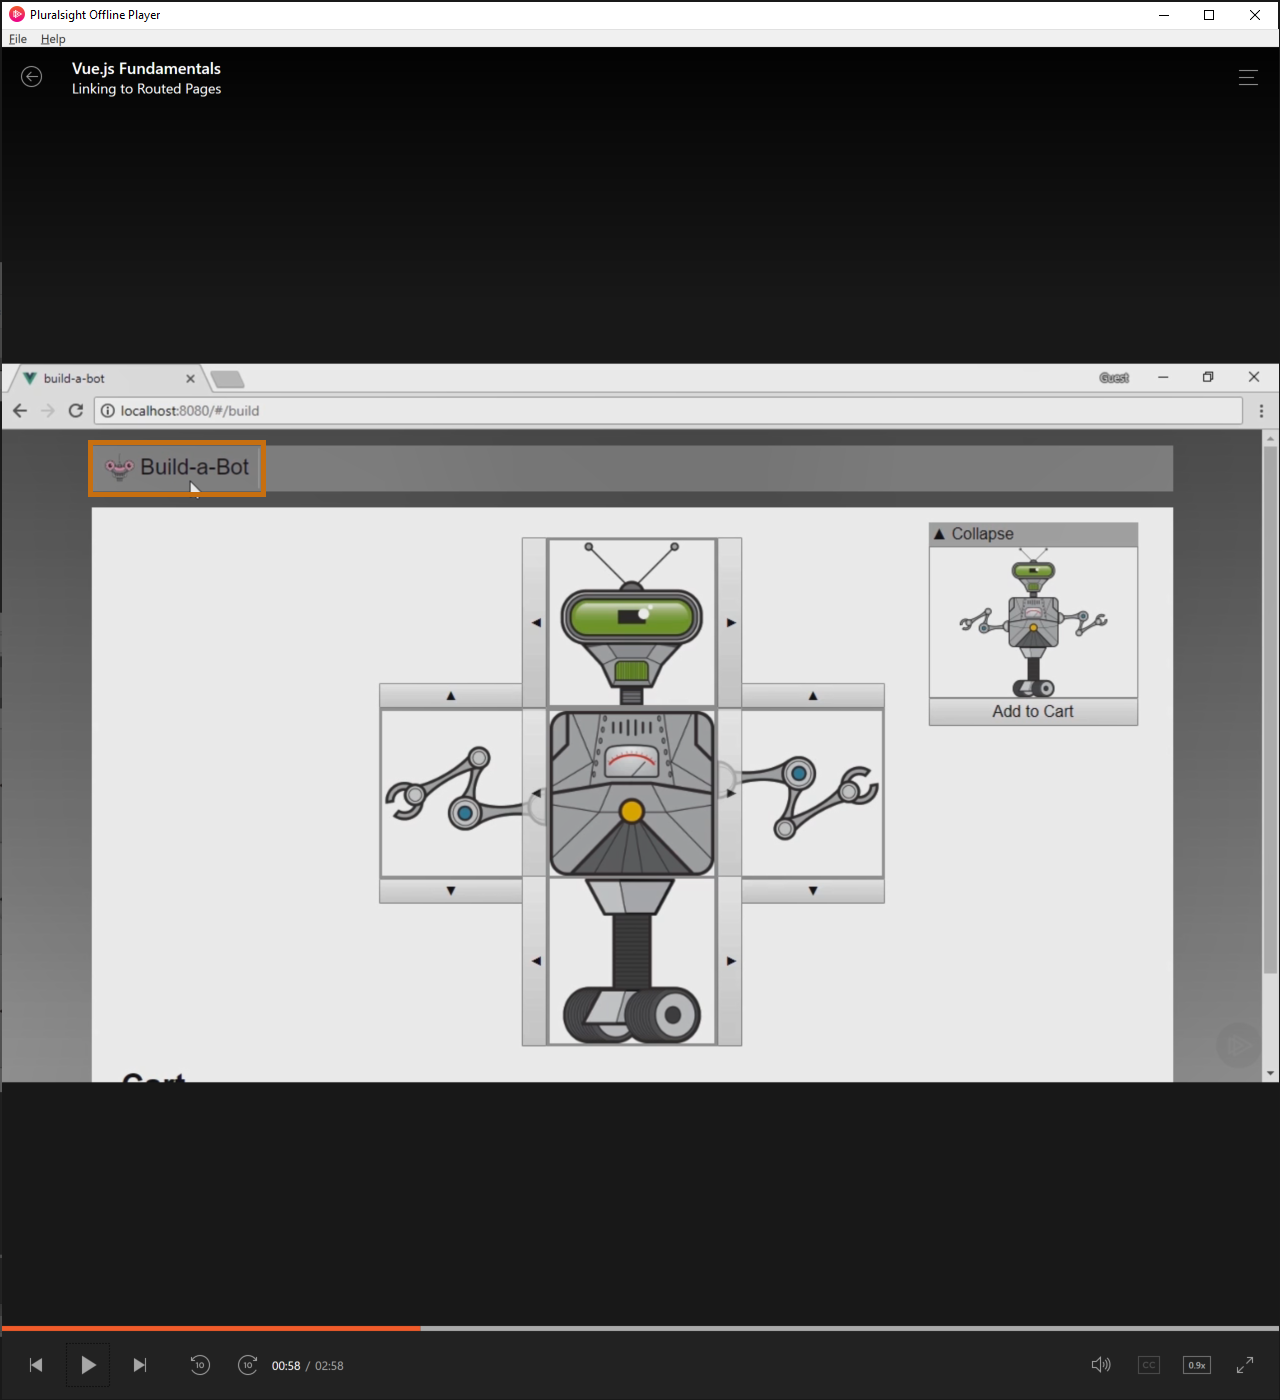 Pluralsight Offline Player
File Help
Vue.js Fundamentals
Linking to Routed Pages
build-a-bot
Guest
localhost:8080/#/build
Build-a-Bot
▲ Collapse
Add to Cart
Cart
10
10
00:58 / 02:58
CC
0.9x